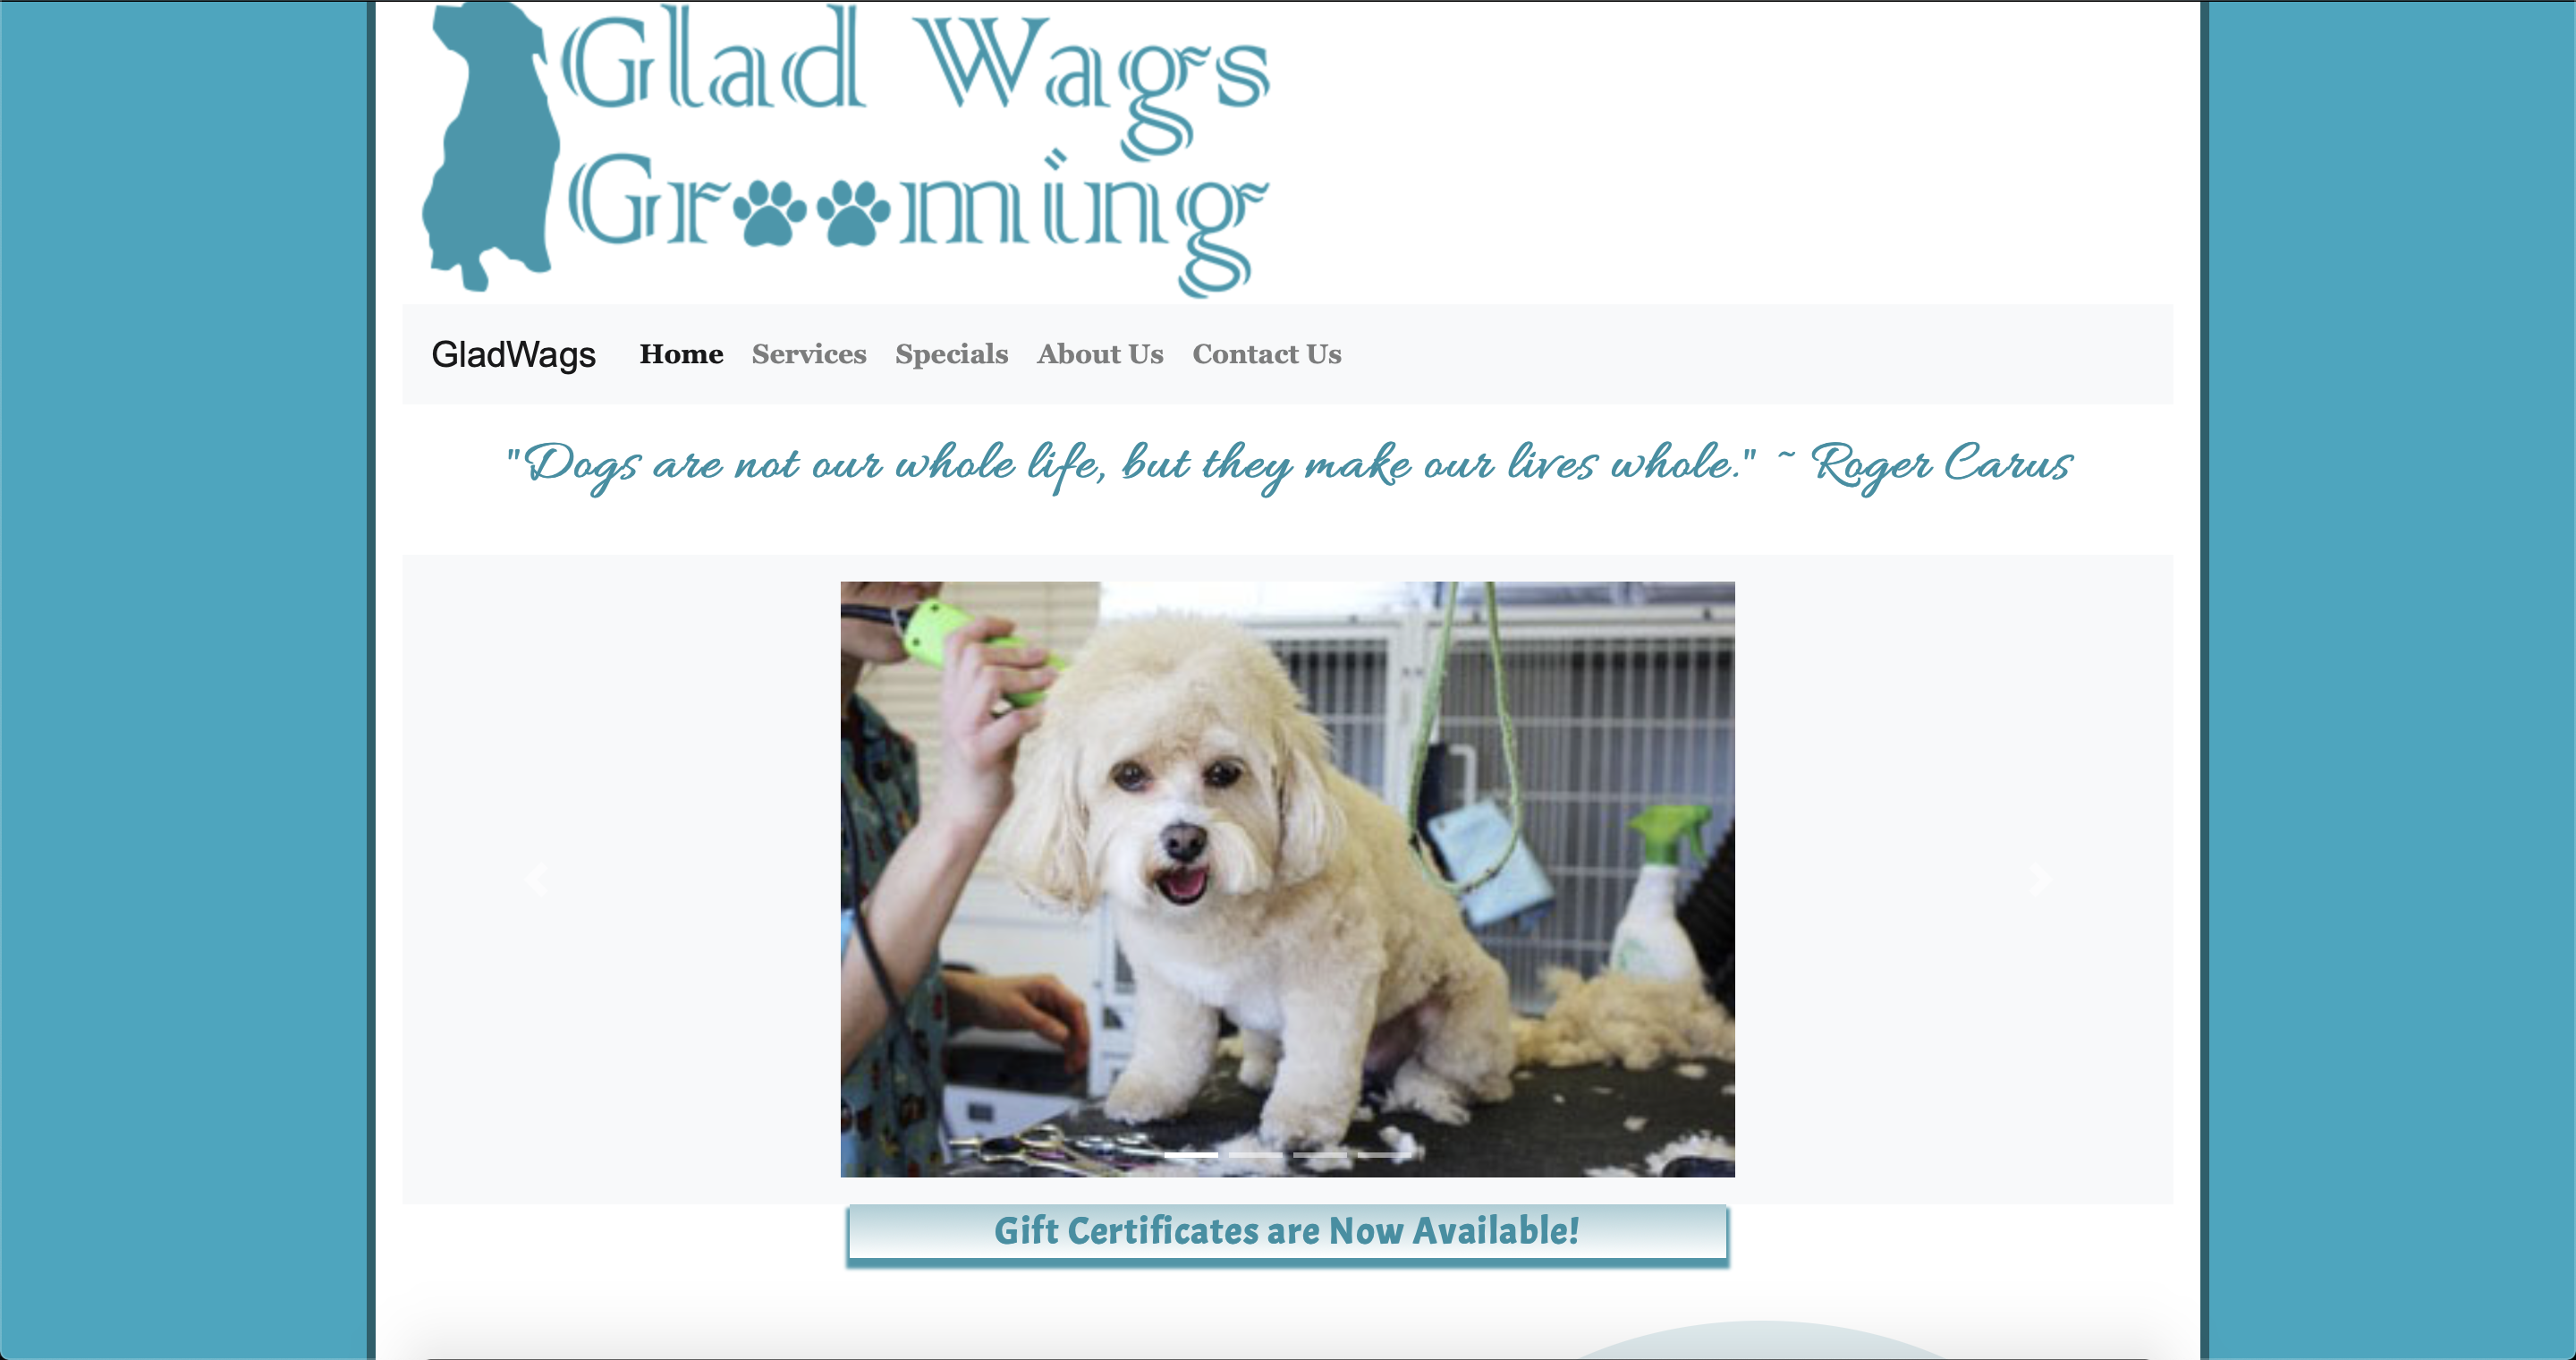 Glad Wags
Grooming
GladWags Home Services Specials About Us Contact Us
"Dogs are not our whole life, but they make our lives whole." ~ Roger Carus
Gift Certificates are Now Available!